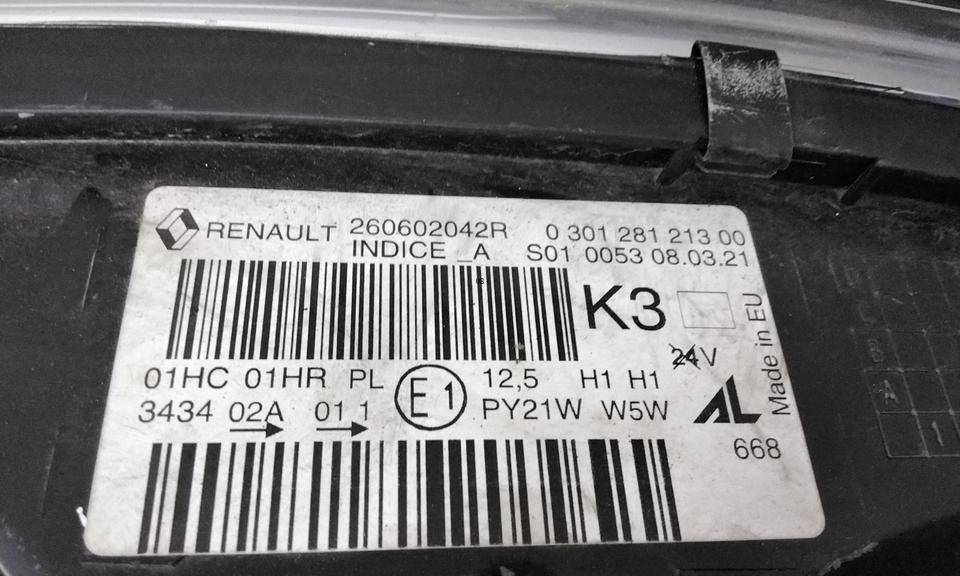 RENAULT 260602042R 0 301 281 213 00
INDICE _A S01 0053 08.03.21
K3
24V
Made in EU
01HC 01HR PL E1 12,5 H1 H1
3434 02A 01 1 PY21W W5W
AL
668